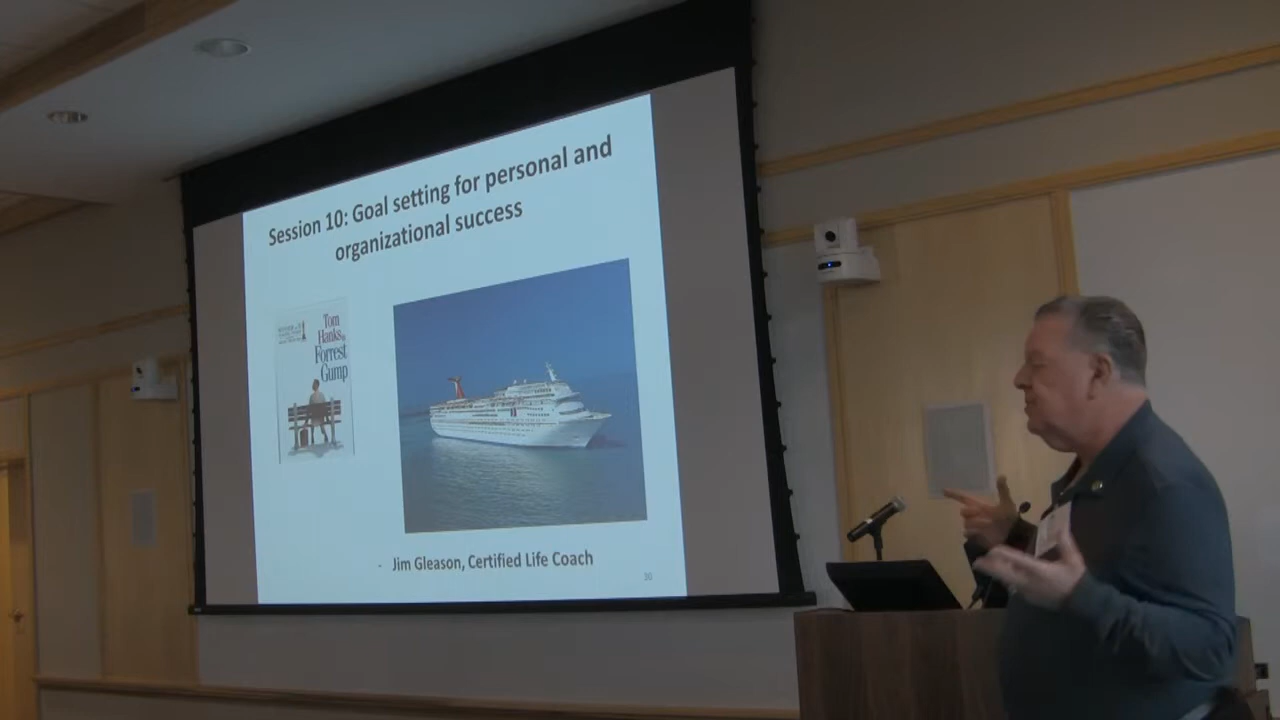 Session 10: Goal setting for personal and
organizational success
Tom
Hanks
Forrest
Gump
- Jim Gleason, Certified Life Coach